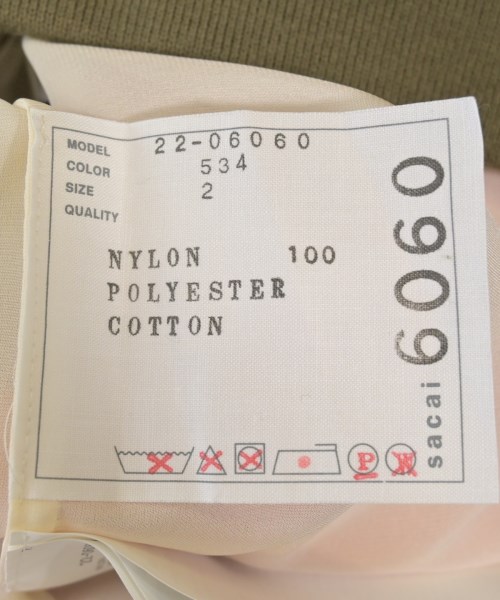 MODEL 22-06060
COLOR 534
SIZE 2
QUALITY
NYLON 100
POLYESTER
COTTON
P
W
sacai 6060